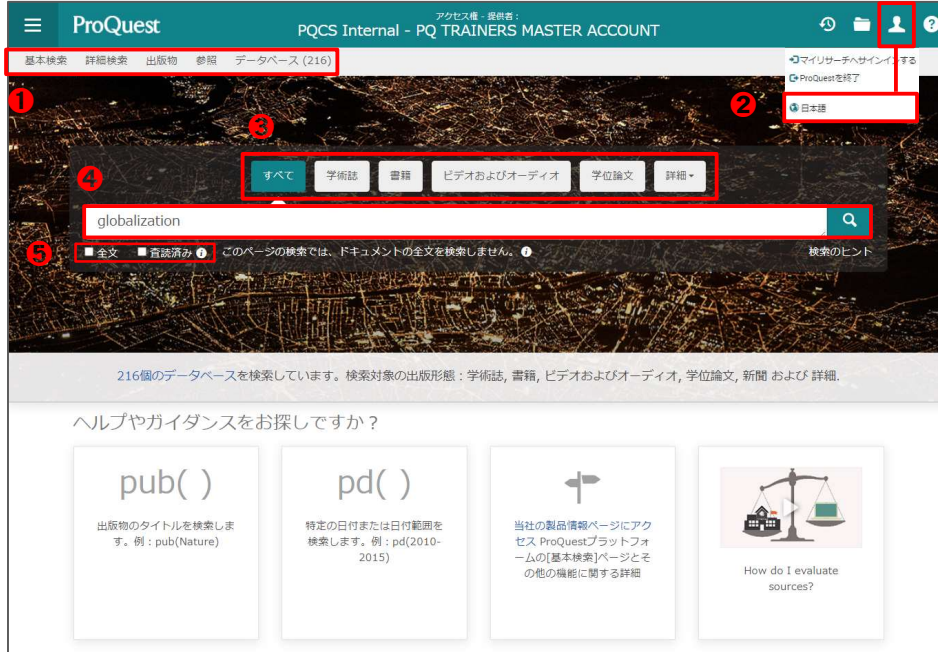 ProQuest
アクセス権 - 提供者 :
PQCS Internal - PQ TRAINERS MASTER ACCOUNT
?
基本検索 詳細検索 出版物 参照 データベース (216)
マイリサーチへサインインする
ProQuestを終了
日本語
1
2
3
すべて 学術誌 書籍 ビデオおよびオーディオ 学位論文 詳細
4
globalization
5
全文 査読済み i このページの検索では、ドキュメントの全文を検索しません。 i 検索のヒント
216個のデータベースを検索しています。検索対象の出版形態 : 学術誌, 書籍, ビデオおよびオーディオ, 学位論文, 新聞 および 詳細.
ヘルプやガイダンスをお探しですか？
pub( )
出版物のタイトルを検索しま
す。例 : pub(Nature)
pd( )
特定の日付または日付範囲を
検索します。例 : pd(2010-
2015)
当社の製品情報ページにアク
セス ProQuestプラットフォ
ームの[基本検索]ページとそ
の他の機能に関する詳細
How do I evaluate
sources?